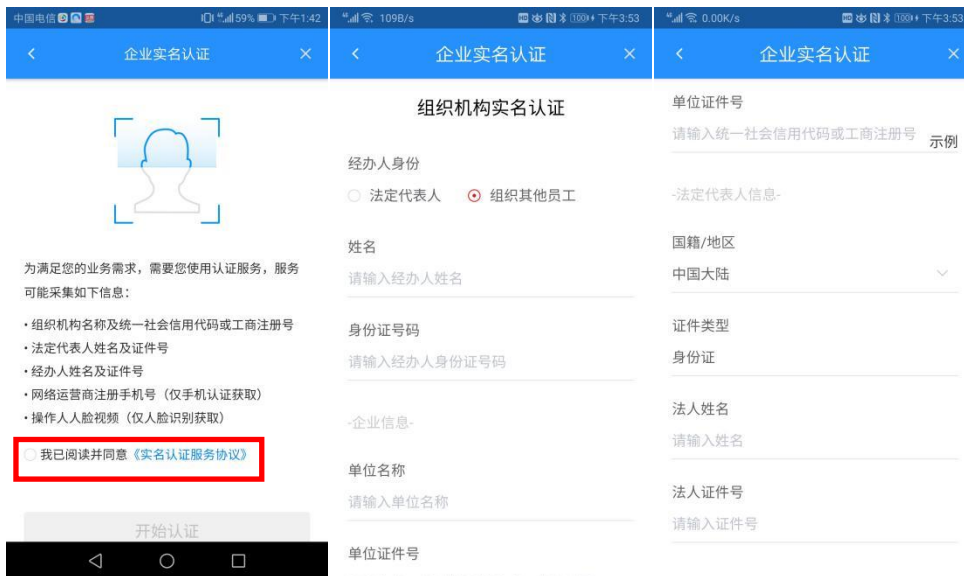 中国电信
59%
下午1:42
企业实名认证
为满足您的业务需求，需要您使用认证服务，服务
可能采集如下信息：
·组织机构名称及统一社会信用代码或工商注册号
·法定代表人姓名及证件号
·经办人姓名及证件号
·网络运营商注册手机号（仅手机认证获取）
·操作人人脸视频（仅人脸识别获取）
我已阅读并同意《实名认证服务协议》
开始认证
109B/s
100
下午3:53
企业实名认证
组织机构实名认证
经办人身份
法定代表人
组织其他员工
姓名
请输入经办人姓名
身份证号码
请输入经办人身份证号码
-企业信息-
单位名称
请输入单位名称
单位证件号
0.00K/s
100
下午3:53
企业实名认证
单位证件号
请输入统一社会信用代码或工商注册号
示例
-法定代表人信息-
国籍/地区
中国大陆
证件类型
身份证
法人姓名
请输入姓名
法人证件号
请输入证件号